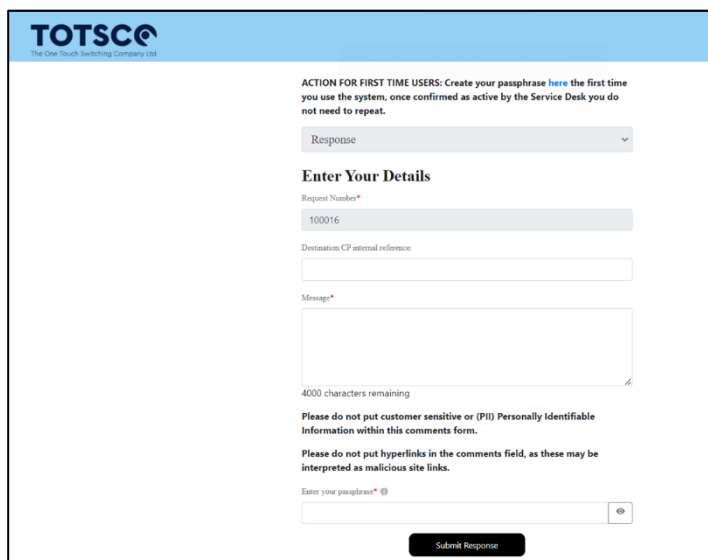 TOTSCO
The One Touch Switching Company Ltd
ACTION FOR FIRST TIME USERS: Create your passphrase here the first time
you use the system, once confirmed as active by the Service Desk you do
not need to repeat.
Response
Enter Your Details
Request Number*
100016
Destination CP internal reference:
Message*
4000 characters remaining
Please do not put customer sensitive or (PII) Personally Identifiable
Information within this comments form.
Please do not put hyperlinks in the comments field, as these may be
interpreted as malicious site links.
Enter your passphrase*
Submit Response